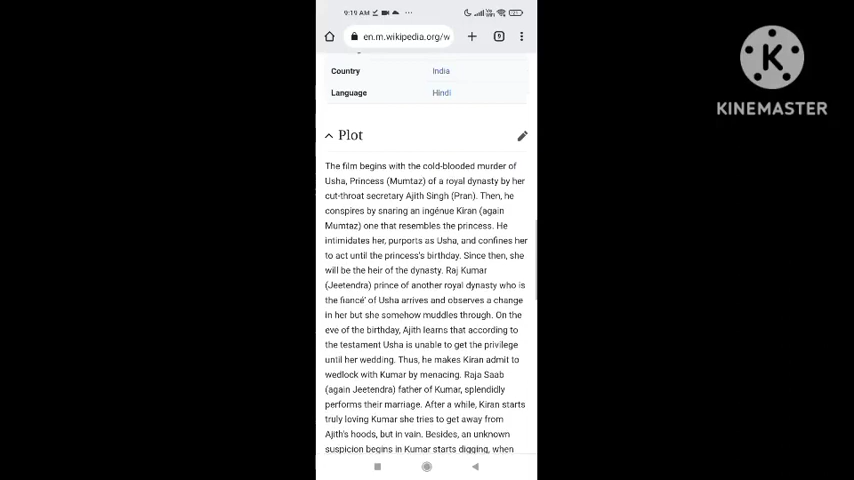 9:19 AM
en.m.wikipedia.org/w
9
Country India
Language Hindi
Plot
The film begins with the cold-blooded murder of
Usha, Princess (Mumtaz) of a royal dynasty by her
cut-throat secretary Ajith Singh (Pran). Then, he
conspires by snaring an ingénue Kiran (again
Mumtaz) one that resembles the princess. He
intimidates her, purports as Usha, and confines her
to act until the princess's birthday. Since then, she
will be the heir of the dynasty. Raj Kumar
(Jeetendra) prince of another royal dynasty who is
the fiancé' of Usha arrives and observes a change
in her but she somehow muddles through. On the
eve of the birthday, Ajith learns that according to
the testament Usha is unable to get the privilege
until her wedding. Thus, he makes Kiran admit to
wedlock with Kumar by menacing. Raja Saab
(again Jeetendra) father of Kumar, splendidly
performs their marriage. After a while, Kiran starts
truly loving Kumar she tries to get away from
Ajith's hoods, but in vain. Besides, an unknown
suspicion begins in Kumar starts digging, when
K
KINEMASTER